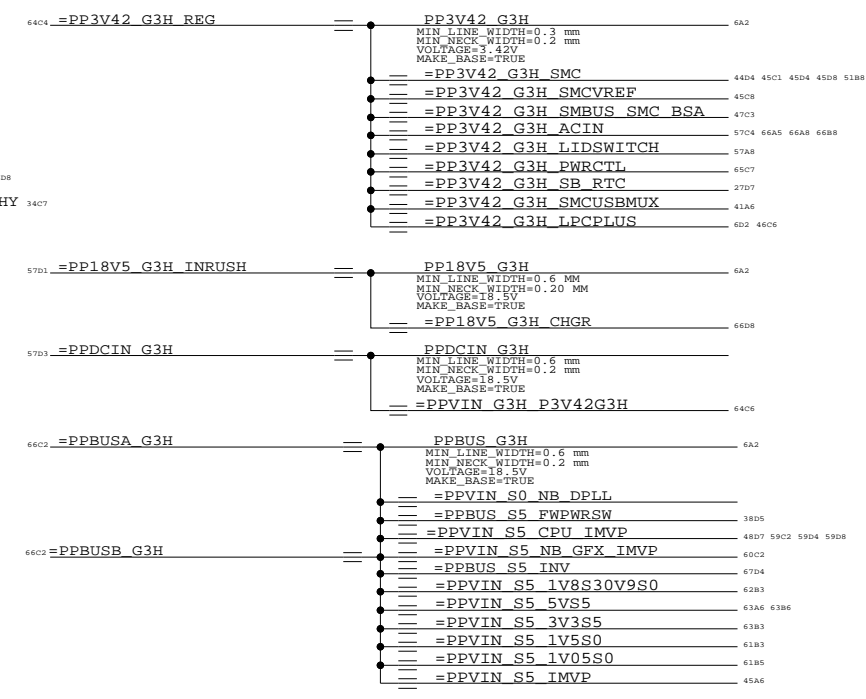 64C4 =PP3V42_G3H_REG PP3V42_G3H 6A2
MIN_LINE_WIDTH=0.3 mm
MIN_NECK_WIDTH=0.2 mm
VOLTAGE=3.42V
MAKE_BASE=TRUE
=PP3V42_G3H_SMC 44D4 45C1 45D4 45D8 51B8
=PP3V42_G3H_SMCVREF 45C8
=PP3V42_G3H_SMBUS_SMC_BSA 47C3
=PP3V42_G3H_ACIN 57C4 66A5 66A8 66B8
=PP3V42_G3H_LIDSWITCH 57A8
=PP3V42_G3H_PWRCTL 65C7
D8
=PP3V42_G3H_SB_RTC 27D7
HY 34C7
=PP3V42_G3H_SMCUSBMUX 41A6
=PP3V42_G3H_LPCPLUS 6D2 46C6
57D1 =PP18V5_G3H_INRUSH PP18V5_G3H 6A2
MIN_LINE_WIDTH=0.6 MM
MIN_NECK_WIDTH=0.20 MM
VOLTAGE=18.5V
MAKE_BASE=TRUE
=PP18V5_G3H_CHGR 66D8
57D3 =PPDCIN_G3H PPDCIN_G3H
MIN_LINE_WIDTH=0.6 mm
MIN_NECK_WIDTH=0.2 mm
VOLTAGE=18.5V
MAKE_BASE=TRUE
=PPVIN_G3H_P3V42G3H 64C6
66C2 =PPBUSA_G3H PPBUS_G3H 6A2
MIN_LINE_WIDTH=0.6 mm
MIN_NECK_WIDTH=0.2 mm
VOLTAGE=18.5V
MAKE_BASE=TRUE
=PPVIN_S0_NB_DPLL
=PPBUS_S5_FWPWRSW 38D5
=PPVIN_S5_CPU_IMVP 48D7 59C2 59D4 59D8
66C2 =PPBUSB_G3H =PPVIN_S5_NB_GFX_IMVP 60C2
=PPBUS_S5_INV 67D4
=PPVIN_S5_1V8S30V9S0 62B3
=PPVIN_S5_5VS5 63A6 63B6
=PPVIN_S5_3V3S5 63B3
=PPVIN_S5_1V5S0 61B3
=PPVIN_S5_1V05S0 61B5
=PPVIN_S5_IMVP 45A6